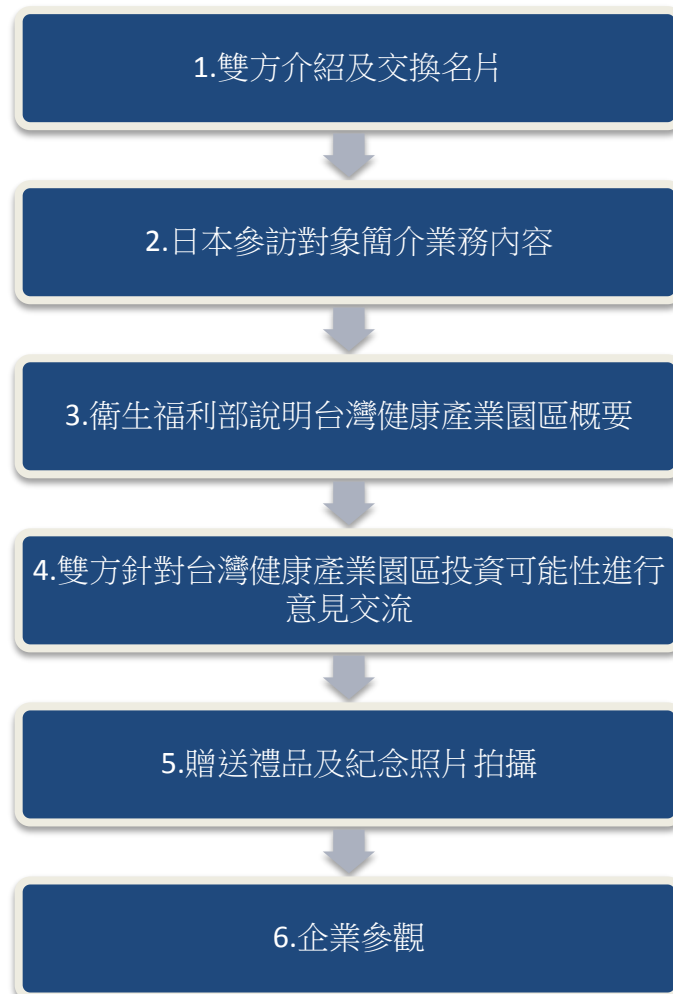 1.雙方介紹及交換名片
2.日本參訪對象簡介業務內容
3.衛生福利部說明台灣健康產業園區概要
4.雙方針對台灣健康產業園區投資可能性進行
意見交流
5.贈送禮品及紀念照片拍攝
6.企業參觀